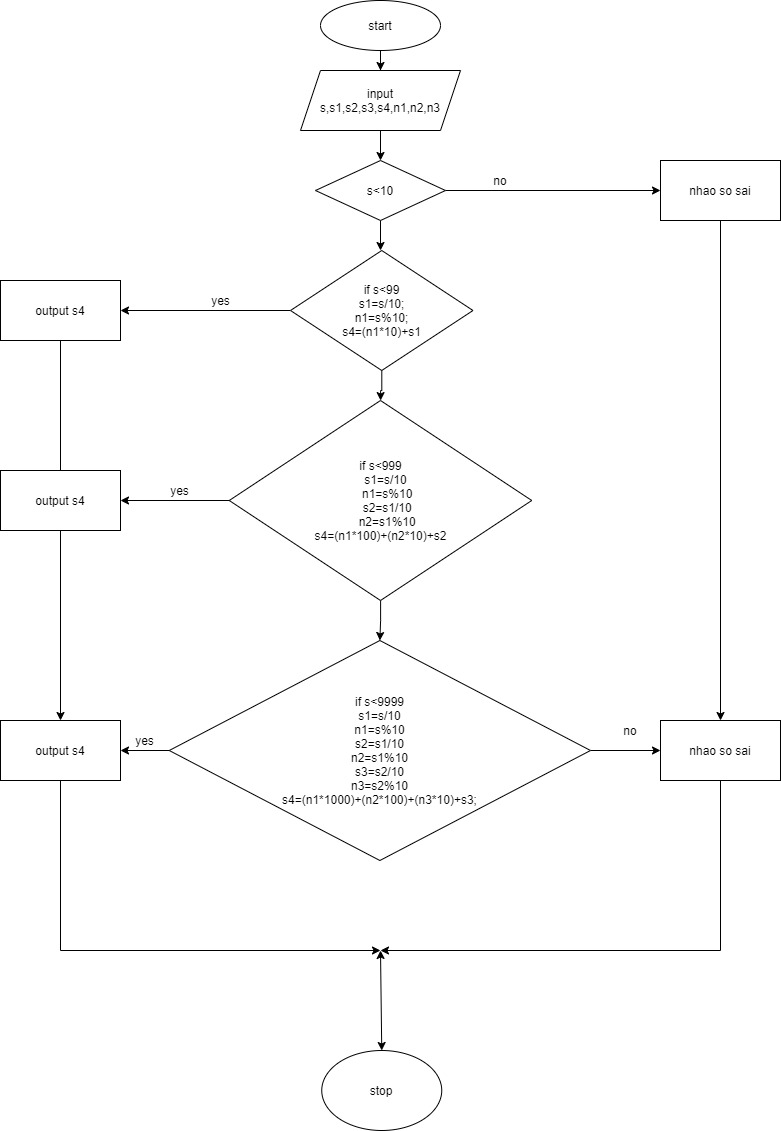 start
input
s,s1,s2,s3,s4,n1,n2,n3
s<10
no
nhao so sai
if s<99
s1=s/10;
n1=s%10;
s4=(n1*10)+s1
yes
output s4
if s<999
s1=s/10
n1=s%10
s2=s1/10
n2=s1%10
s4=(n1*100)+(n2*10)+s2
yes
output s4
if s<9999
s1=s/10
n1=s%10
s2=s1/10
n2=s1%10
s3=s2/10
n3=s2%10
s4=(n1*1000)+(n2*100)+(n3*10)+s3;
yes
output s4
no
nhao so sai
stop